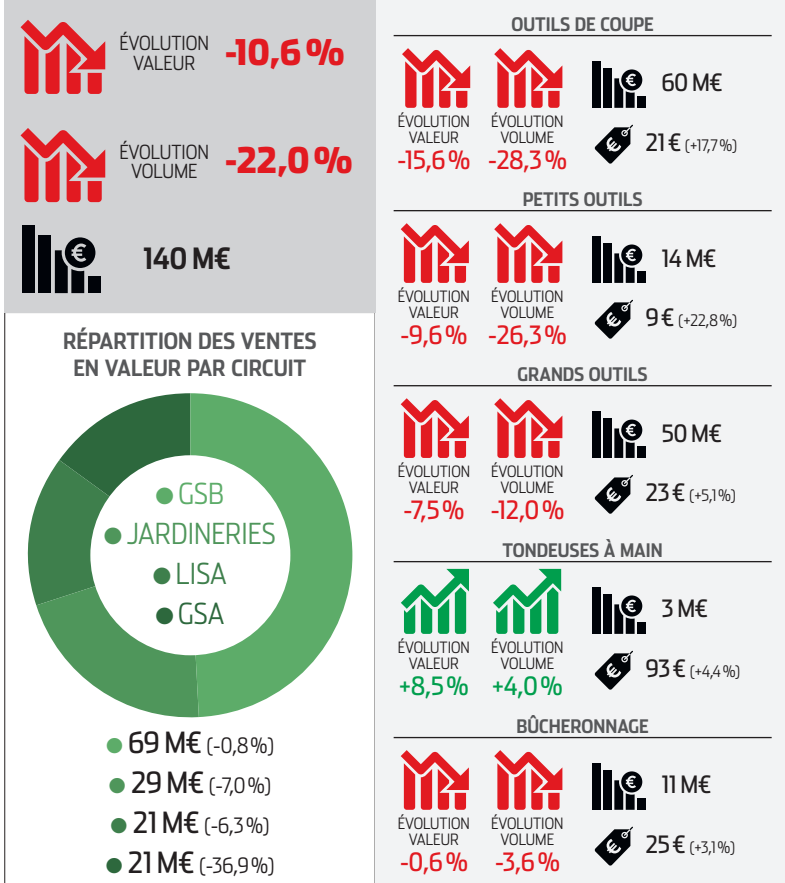 ÉVOLUTION
VALEUR
-10,6 %
ÉVOLUTION
VOLUME
-22,0 %
€
140 M€
RÉPARTITION DES VENTES
EN VALEUR PAR CIRCUIT
GSB
JARDINERIES
LISA
GSA
69 M€ (-0,8%)
29 M€ (-7,0%)
21 M€ (-6,3%)
21 M€ (-36,9%)
OUTILS DE COUPE
ÉVOLUTION
VALEUR
-15,6 %
ÉVOLUTION
VOLUME
-28,3 %
€
60 M€
€
21 € (+17,7%)
PETITS OUTILS
ÉVOLUTION
VALEUR
-9,6 %
ÉVOLUTION
VOLUME
-26,3 %
€
14 M€
€
9 € (+22,8%)
GRANDS OUTILS
ÉVOLUTION
VALEUR
-7,5 %
ÉVOLUTION
VOLUME
-12,0 %
€
50 M€
€
23 € (+5,1%)
TONDEUSES À MAIN
ÉVOLUTION
VALEUR
+8,5 %
ÉVOLUTION
VOLUME
+4,0 %
€
3 M€
€
93 € (+4,4%)
BÛCHERONNAGE
ÉVOLUTION
VALEUR
-0,6 %
ÉVOLUTION
VOLUME
-3,6 %
€
11 M€
€
25 € (+3,1%)